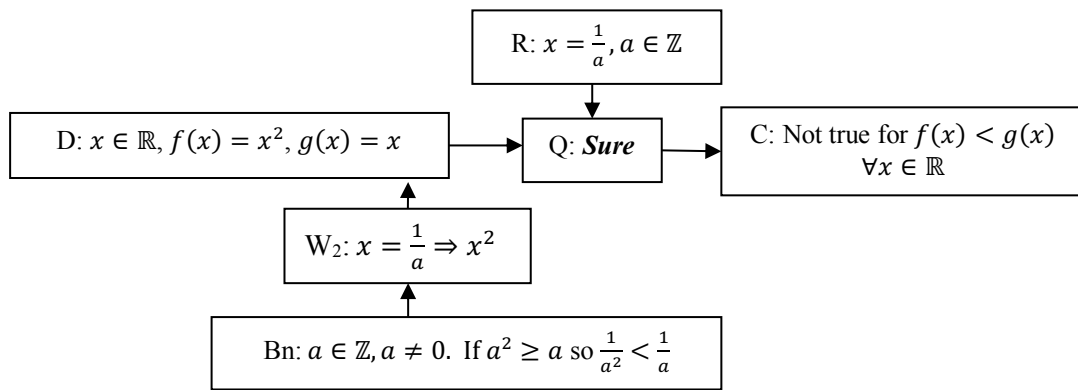 R: 𝑥 = 1/𝑎, 𝑎 ∈ ℤ
D: 𝑥 ∈ ℝ, 𝑓(𝑥) = 𝑥², 𝑔(𝑥) = 𝑥
Q: Sure
C: Not true for 𝑓(𝑥) < 𝑔(𝑥)
∀𝑥 ∈ ℝ
W₂: 𝑥 = 1/𝑎 ⇒ 𝑥²
Bn: 𝑎 ∈ ℤ, 𝑎 ≠ 0. If 𝑎² ≥ 𝑎 so 1/𝑎² < 1/𝑎